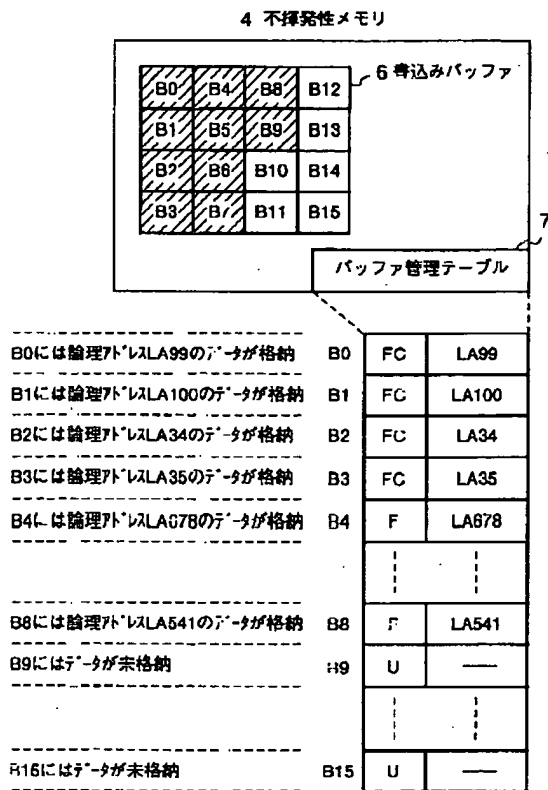 4 不揮発性メモリ
B0 B4 B8 B12
6 書込みバッファ
B1 B5 B9 B13
B2 B6 B10 B14
B3 B7 B11 B15
7
バッファ管理テーブル
B0には論理ｱﾄﾞﾚｽLA99のﾃﾞｰﾀが格納 B0 FC LA99
B1には論理ｱﾄﾞﾚｽLA100のﾃﾞｰﾀが格納 B1 FC LA100
B2には論理ｱﾄﾞﾚｽLA34のﾃﾞｰﾀが格納 B2 FC LA34
B3には論理ｱﾄﾞﾚｽLA35のﾃﾞｰﾀが格納 B3 FC LA35
B4には論理ｱﾄﾞﾚｽLA678のﾃﾞｰﾀが格納 B4 F LA678
B8には論理ｱﾄﾞﾚｽLA541のﾃﾞｰﾀが格納 B8 F LA541
B9にはﾃﾞｰﾀが未格納 B9 U —
B15にはﾃﾞｰﾀが未格納 B15 U —